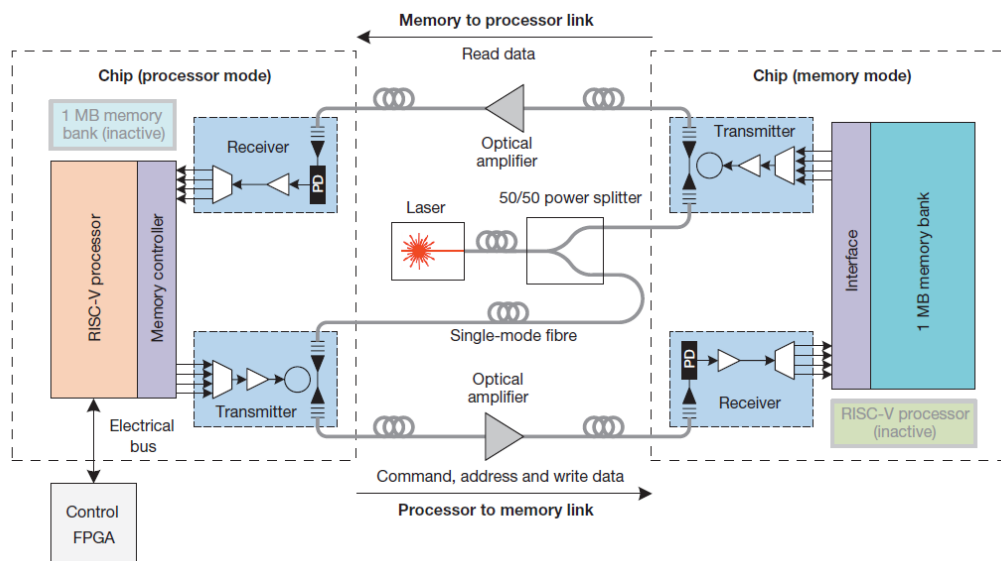 Memory to processor link
Read data
Chip (processor mode)
1 MB memory
bank (inactive)
Receiver
PD
RISC-V processor
Memory controller
Transmitter
Electrical
bus
Control
FPGA
Optical
amplifier
50/50 power splitter
Laser
Single-mode fibre
Optical
amplifier
Command, address and write data
Processor to memory link
Chip (memory mode)
Transmitter
Interface
1 MB memory bank
PD
Receiver
RISC-V processor
(inactive)